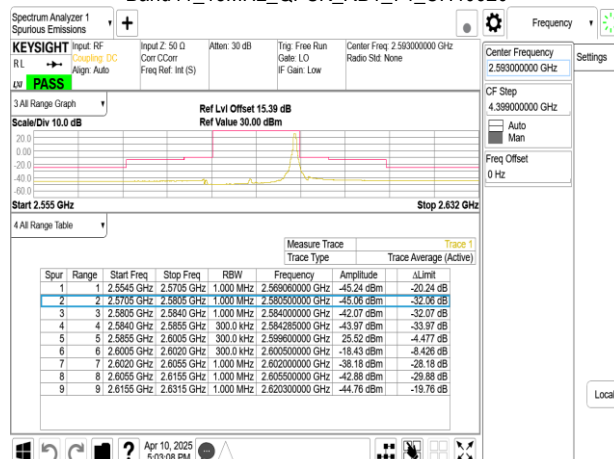 Spectrum Analyzer 1
Spurious Emissions
Frequency
Settings
KEYSIGHT
Input: RF
Coupling: DC
Align: Auto
Input Z: 50 Ω
Corr CCorr
Freq Ref: Int (S)
Atten: 30 dB
Trig: Free Run
Gate: LO
IF Gain: Low
Center Freq: 2.593000000 GHz
Radio Std: None
RL
LXI
PASS
Center Frequency
2.593000000 GHz
CF Step
4.399000000 GHz
Auto
Man
Freq Offset
0 Hz
Local
3 All Range Graph
Scale/Div 10.0 dB
Ref Lvl Offset 15.39 dB
Ref Value 30.00 dBm
20.0
0.00
-20.0
-40.0
-60.0
Start 2.555 GHz
Stop 2.632 GHz
4 All Range Table
Measure Trace Trace 1
Trace Type Trace Average (Active)
Spur Range Start Freq Stop Freq RBW Frequency Amplitude ΔLimit
1 1 2.5545 GHz 2.5705 GHz 1.000 MHz 2.569060000 GHz -45.24 dBm -20.24 dB
2 2 2.5705 GHz 2.5805 GHz 1.000 MHz 2.580500000 GHz -45.06 dBm -32.06 dB
3 3 2.5805 GHz 2.5840 GHz 1.000 MHz 2.584000000 GHz -42.07 dBm -32.07 dB
4 4 2.5840 GHz 2.5855 GHz 300.0 kHz 2.584285000 GHz -43.97 dBm -33.97 dB
5 5 2.5855 GHz 2.6005 GHz 300.0 kHz 2.599600000 GHz 25.52 dBm -4.477 dB
6 6 2.6005 GHz 2.6020 GHz 300.0 kHz 2.600500000 GHz -18.43 dBm -8.426 dB
7 7 2.6020 GHz 2.6055 GHz 1.000 MHz 2.602000000 GHz -38.18 dBm -28.18 dB
8 8 2.6055 GHz 2.6155 GHz 1.000 MHz 2.605500000 GHz -42.88 dBm -29.88 dB
9 9 2.6155 GHz 2.6315 GHz 1.000 MHz 2.620300000 GHz -44.76 dBm -19.76 dB
Apr 10, 2025
5:03:08 PM